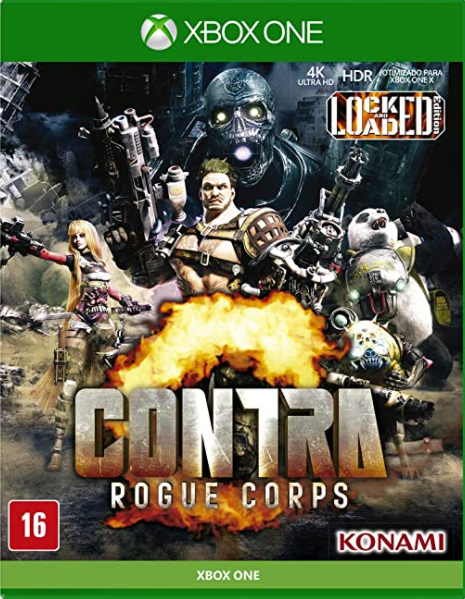 XBOX ONE
4K
ULTRA HD
HDR
OTIMIZADO PARA
XBOX ONE X
LOCKED
AND
LOADED
Edition
CONTRA
ROGUE CORPS
16
KONAMI
XBOX ONE